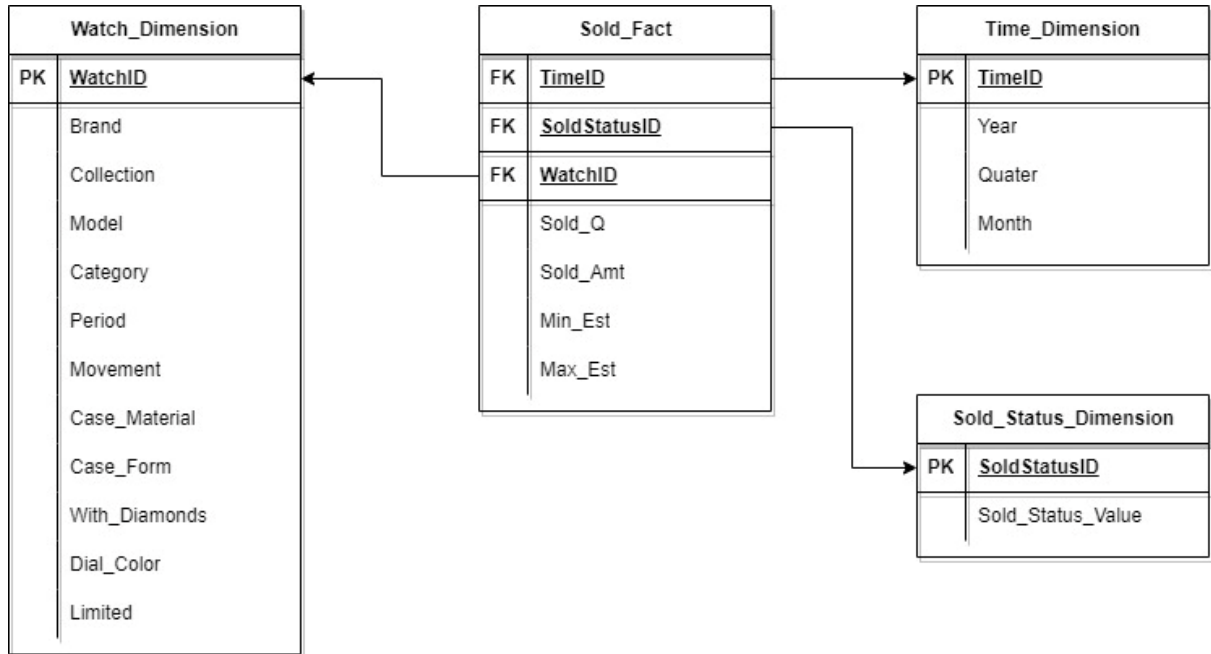 Watch_Dimension
PK WatchID
Brand
Collection
Model
Category
Period
Movement
Case_Material
Case_Form
With_Diamonds
Dial_Color
Limited
Sold_Fact
FK TimeID
FK SoldStatusID
FK WatchID
Sold_Q
Sold_Amt
Min_Est
Max_Est
Time_Dimension
PK TimeID
Year
Quater
Month
Sold_Status_Dimension
PK SoldStatusID
Sold_Status_Value